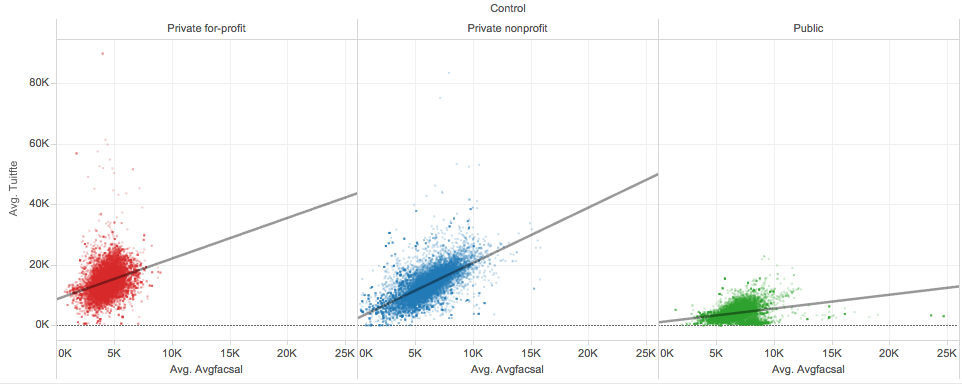 Control
Private for-profit Private nonprofit Public
80K
60K
40K
20K
0K
Avg. Tuitfte
0K 5K 10K 15K 20K 25K 0K 5K 10K 15K 20K 25K 0K 5K 10K 15K 20K 25K
Avg. Avgfacsal Avg. Avgfacsal Avg. Avgfacsal